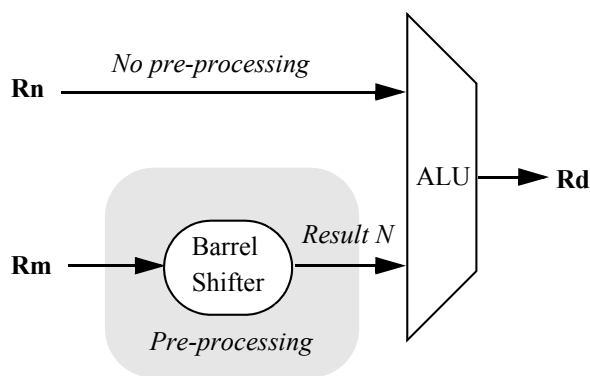 No pre-processing
Rn
ALU
Rd
Barrel
Shifter
Result N
Rm
Pre-processing